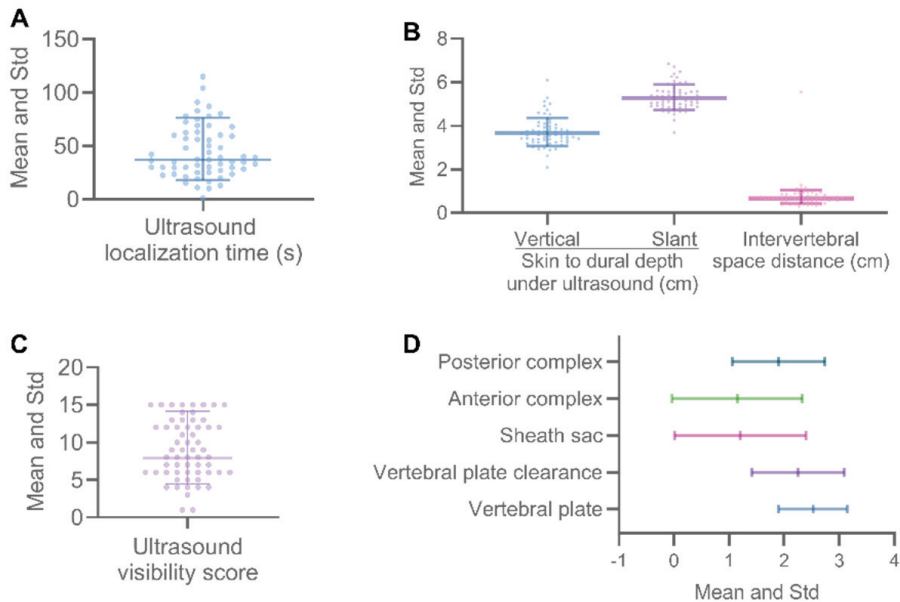 A
Mean and Std
150
100
50
0
Ultrasound
localization time (s)
B
Mean and Std
8
6
4
2
0
Vertical
Slant
Skin to dural depth
under ultrasound (cm)
Intervertebral
space distance (cm)
C
Mean and Std
20
15
10
5
0
Ultrasound
visibility score
D
Posterior complex
Anterior complex
Sheath sac
Vertebral plate clearance
Vertebral plate
-1 0 1 2 3 4
Mean and Std